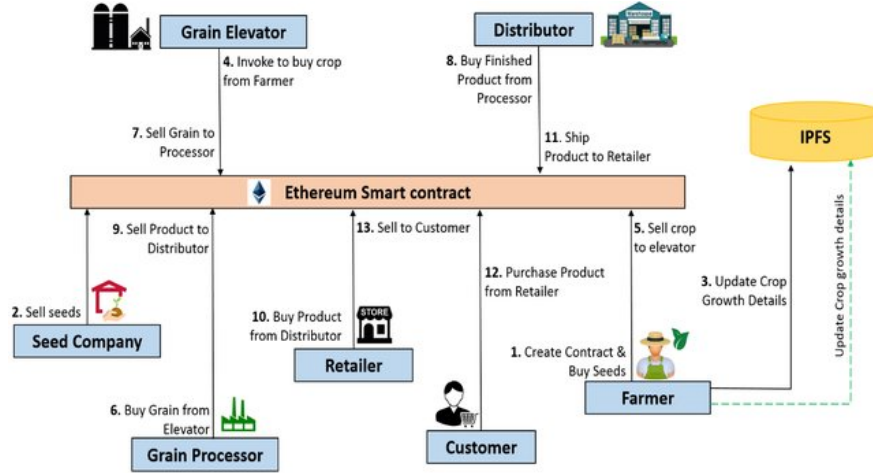 Grain Elevator
4. Invoke to buy crop
from Farmer
7. Sell Grain to
Processor
Distributor
8. Buy Finished
Product from
Processor
11. Ship
Product to Retailer
IPFS
Ethereum Smart contract
9. Sell Product to
Distributor
13. Sell to Customer
5. Sell crop
to elevator
12. Purchase Product
from Retailer
3. Update Crop
Growth Details
Update Crop growth details
2. Sell seeds
Seed Company
10. Buy Product
from Distributor
STORE
Retailer
1. Create Contract &
Buy Seeds
Farmer
6. Buy Grain from
Elevator
Grain Processor
Customer